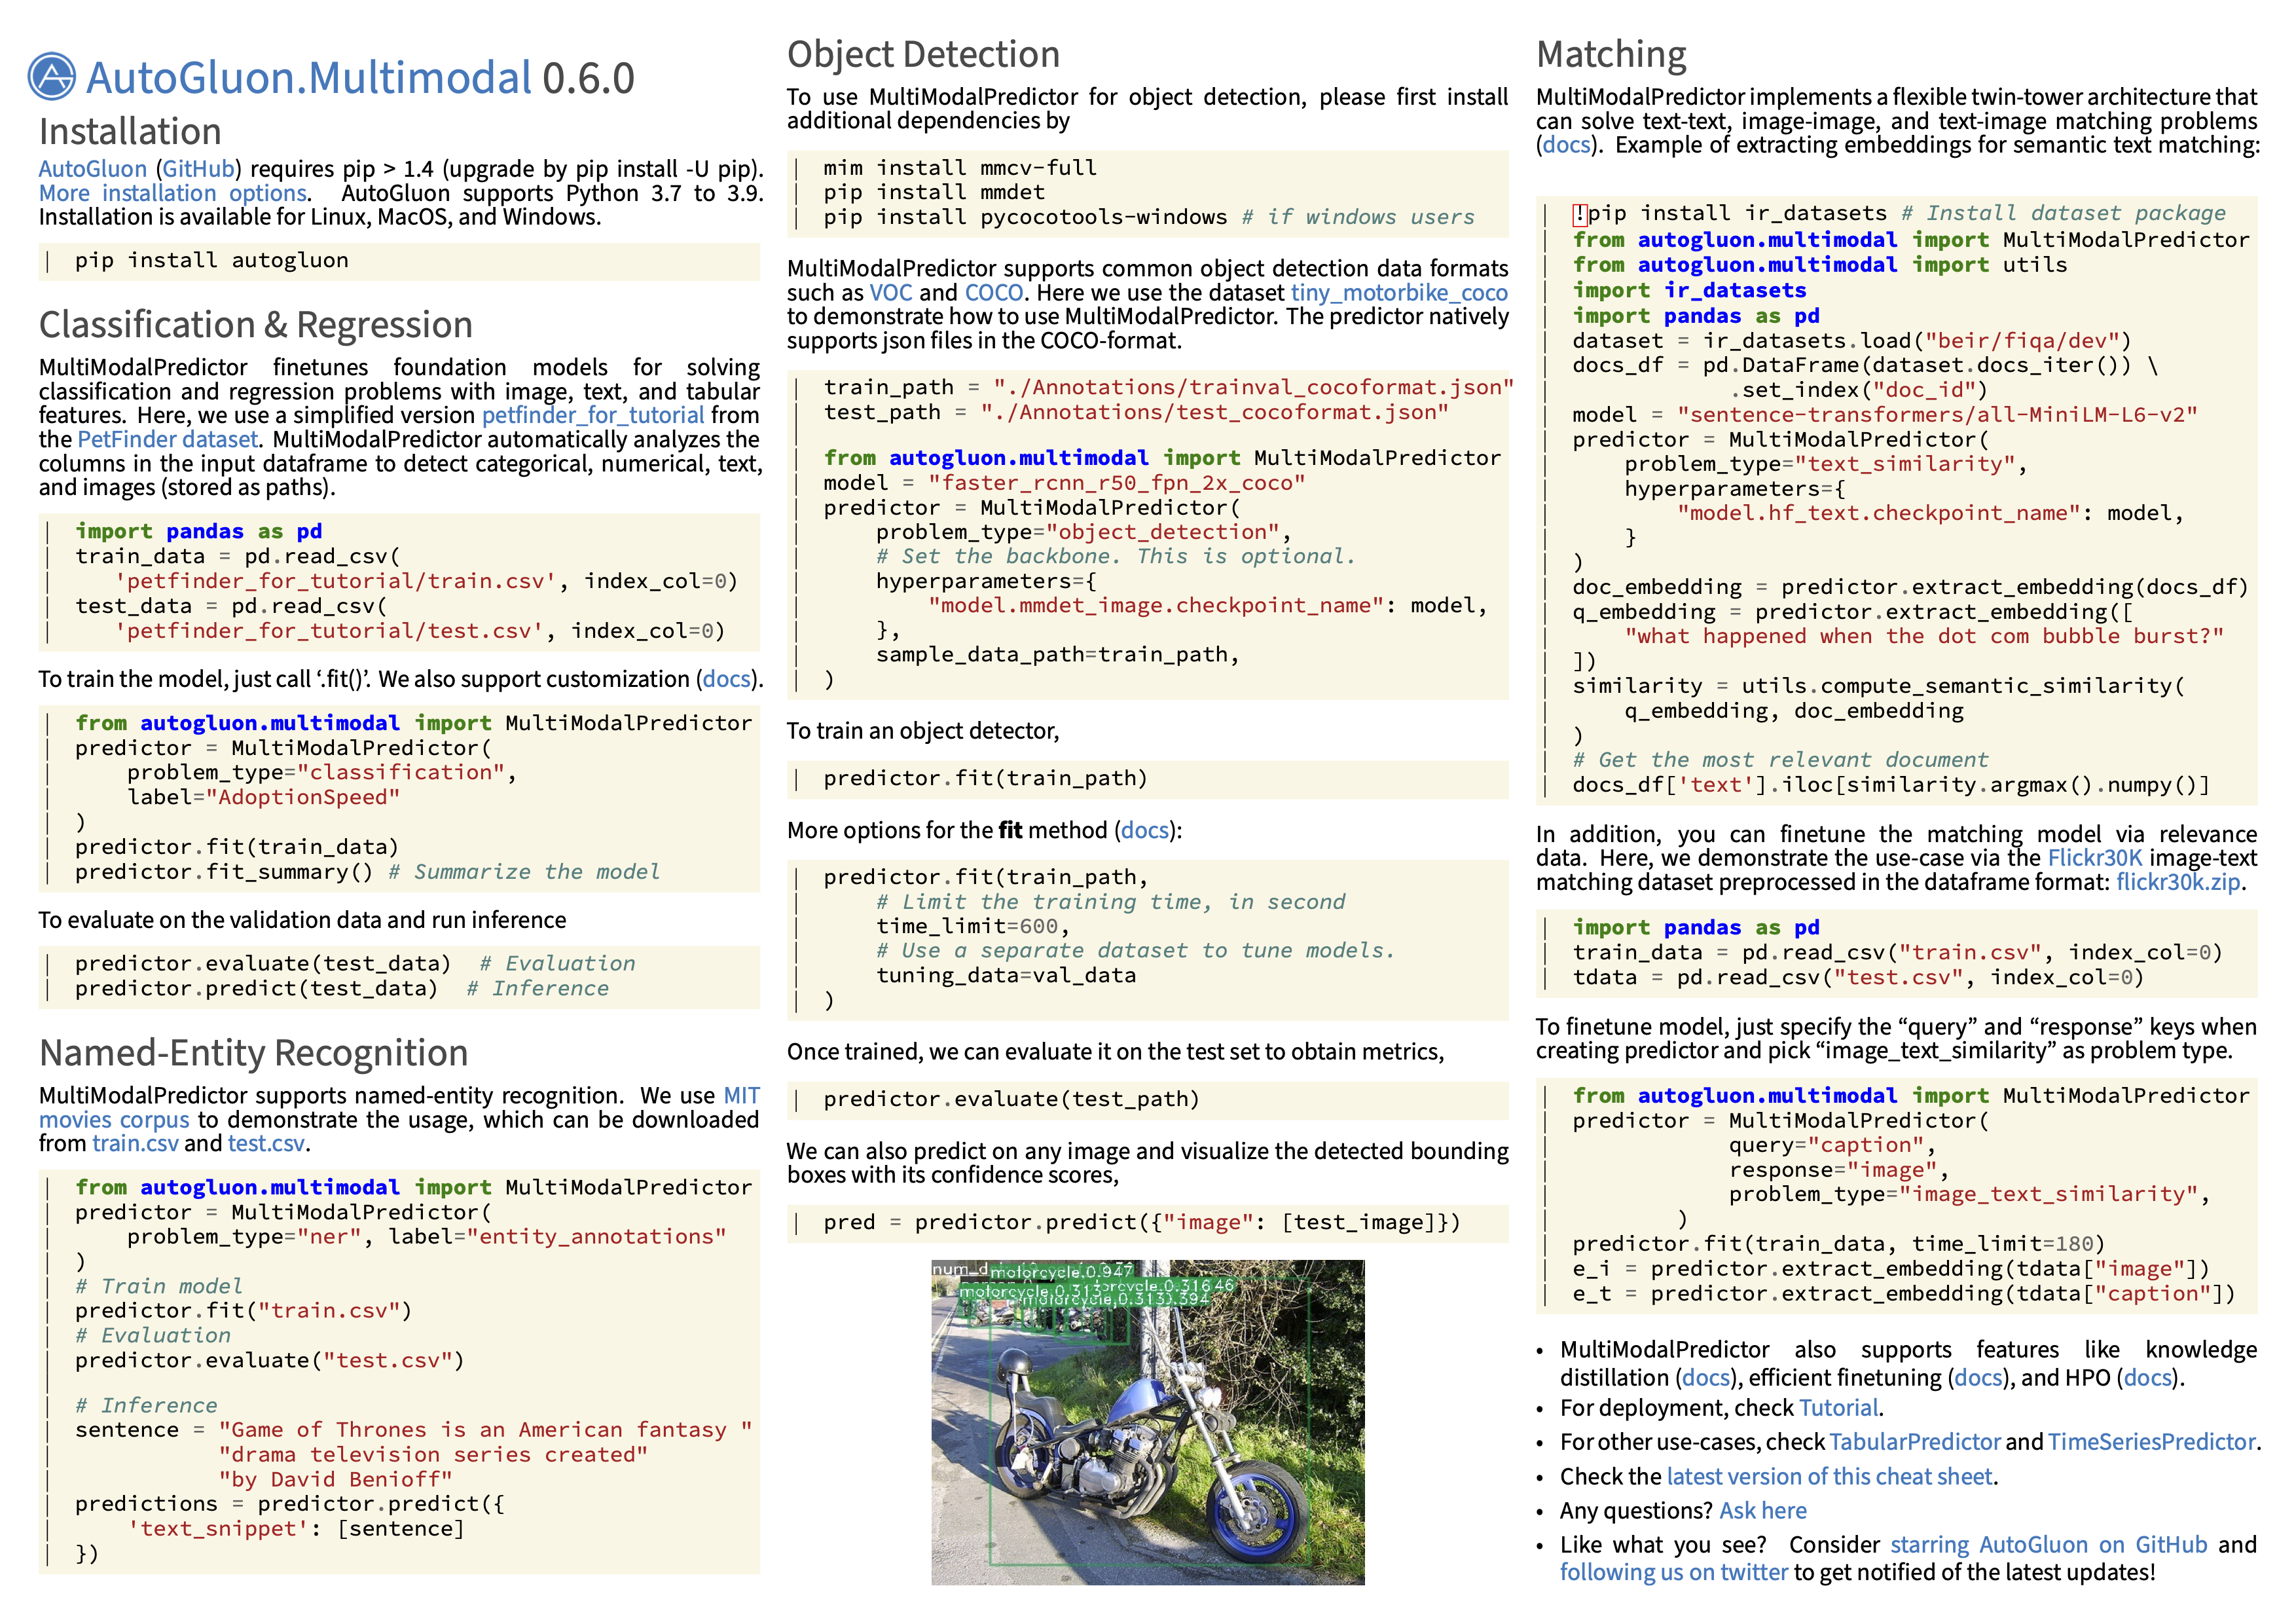 AutoGluon.Multimodal 0.6.0
Installation
AutoGluon (GitHub) requires pip > 1.4 (upgrade by pip install -U pip).
More installation options. AutoGluon supports Python 3.7 to 3.9.
Installation is available for Linux, MacOS, and Windows.
| pip install autogluon
Classification & Regression
MultiModalPredictor finetunes foundation models for solving
classification and regression problems with image, text, and tabular
features. Here, we use a simplified version petfinder_for_tutorial from
the PetFinder dataset. MultiModalPredictor automatically analyzes the
columns in the input dataframe to detect categorical, numerical, text,
and images (stored as paths).
| import pandas as pd
| train_data = pd.read_csv(
|    'petfinder_for_tutorial/train.csv', index_col=0)
| test_data = pd.read_csv(
|    'petfinder_for_tutorial/test.csv', index_col=0)
To train the model, just call ‘.fit()’. We also support customization (docs).
| from autogluon.multimodal import MultiModalPredictor
| predictor = MultiModalPredictor(
|     problem_type="classification",
|     label="AdoptionSpeed"
| )
| predictor.fit(train_data)
| predictor.fit_summary() # Summarize the model
To evaluate on the validation data and run inference
| predictor.evaluate(test_data)  # Evaluation
| predictor.predict(test_data)  # Inference
Named-Entity Recognition
MultiModalPredictor supports named-entity recognition. We use MIT
movies corpus to demonstrate the usage, which can be downloaded
from train.csv and test.csv.
| from autogluon.multimodal import MultiModalPredictor
| predictor = MultiModalPredictor(
|     problem_type="ner", label="entity_annotations"
| )
| # Train model
| predictor.fit("train.csv")
| # Evaluation
| predictor.evaluate("test.csv")
|
| # Inference
| sentence = "Game of Thrones is an American fantasy "
|            "drama television series created"
|            "by David Benioff"
| predictions = predictor.predict({
|     'text_snippet': [sentence]
| })
Object Detection
To use MultiModalPredictor for object detection, please first install
additional dependencies by
| mim install mmcv-full
| pip install mmdet
| pip install pycocotools-windows # if windows users
MultiModalPredictor supports common object detection data formats
such as VOC and COCO. Here we use the dataset tiny_motorbike_coco
to demonstrate how to use MultiModalPredictor. The predictor natively
supports json files in the COCO-format.
| train_path = "./Annotations/trainval_cocoformat.json"
| test_path = "./Annotations/test_cocoformat.json"
|
| from autogluon.multimodal import MultiModalPredictor
| model = "faster_rcnn_r50_fpn_2x_coco"
| predictor = MultiModalPredictor(
|     problem_type="object_detection",
|     # Set the backbone. This is optional.
|     hyperparameters={
|         "model.mmdet_image.checkpoint_name": model,
|     },
|     sample_data_path=train_path,
| )
To train an object detector,
| predictor.fit(train_path)
More options for the fit method (docs):
| predictor.fit(train_path,
|     # Limit the training time, in second
|     time_limit=600,
|     # Use a separate dataset to tune models.
|     tuning_data=val_data
| )
Once trained, we can evaluate it on the test set to obtain metrics,
| predictor.evaluate(test_path)
We can also predict on any image and visualize the detected bounding
boxes with its confidence scores,
| pred = predictor.predict({"image": [test_image]})
motorcycle.0.947
Matching
MultiModalPredictor implements a flexible twin-tower architecture that
can solve text-text, image-image, and text-image matching problems
(docs). Example of extracting embeddings for semantic text matching:
| !pip install ir_datasets # Install dataset package
| from autogluon.multimodal import MultiModalPredictor
| from autogluon.multimodal import utils
| import ir_datasets
| import pandas as pd
| dataset = ir_datasets.load("beir/fiqa/dev")
| docs_df = pd.DataFrame(dataset.docs_iter()) \
|             .set_index("doc_id")
| model = "sentence-transformers/all-MiniLM-L6-v2"
| predictor = MultiModalPredictor(
|     problem_type="text_similarity",
|     hyperparameters={
|         "model.hf_text.checkpoint_name": model,
|     }
| )
| doc_embedding = predictor.extract_embedding(docs_df)
| q_embedding = predictor.extract_embedding([
|     "what happened when the dot com bubble burst?"
| ])
| similarity = utils.compute_semantic_similarity(
|     q_embedding, doc_embedding
| )
| # Get the most relevant document
| docs_df['text'].iloc[similarity.argmax().numpy()]
In addition, you can finetune the matching model via relevance
data. Here, we demonstrate the use-case via the Flickr30K image-text
matching dataset preprocessed in the dataframe format: flickr30k.zip.
| import pandas as pd
| train_data = pd.read_csv("train.csv", index_col=0)
| tdata = pd.read_csv("test.csv", index_col=0)
To finetune model, just specify the “query” and “response” keys when
creating predictor and pick “image_text_similarity” as problem type.
| from autogluon.multimodal import MultiModalPredictor
| predictor = MultiModalPredictor(
|             query="caption",
|             response="image",
|             problem_type="image_text_similarity",
|         )
| predictor.fit(train_data, time_limit=180)
| e_i = predictor.extract_embedding(tdata["image"])
| e_t = predictor.extract_embedding(tdata["caption"])
• MultiModalPredictor also supports features like knowledge
distillation (docs), efficient finetuning (docs), and HPO (docs).
• For deployment, check Tutorial.
• For other use-cases, check TabularPredictor and TimeSeriesPredictor.
• Check the latest version of this cheat sheet.
• Any questions? Ask here
• Like what you see? Consider starring AutoGluon on GitHub and
following us on twitter to get notified of the latest updates!